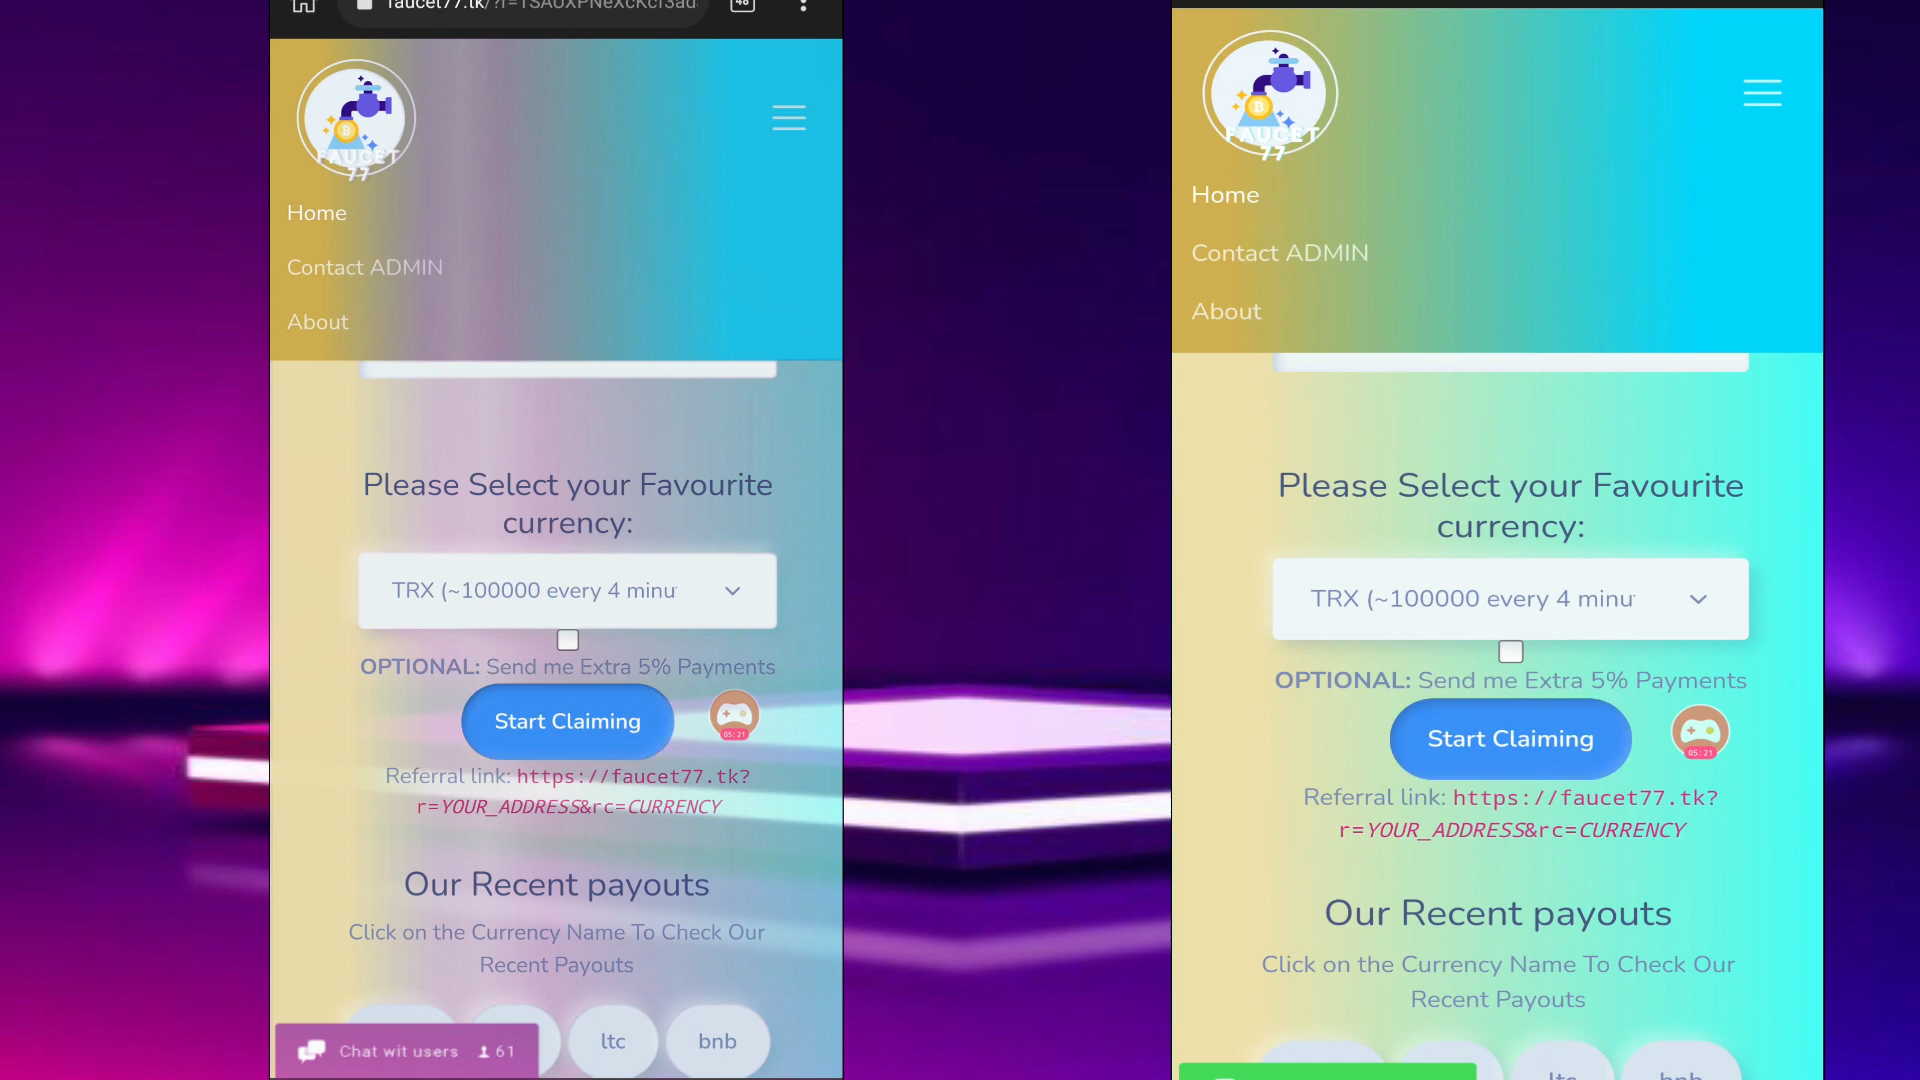 FAUCET
77
Home
Contact ADMIN
About
Please Select your Favourite
currency:
TRX (~100000 every 4 minu
OPTIONAL: Send me Extra 5% Payments
Start Claiming
05:21
Referral link: https://faucet77.tk?
r=YOUR_ADDRESS&rc=CURRENCY
Our Recent payouts
Click on the Currency Name To Check Our
Recent Payouts
ltc
bnb
Chat wit users
61
FAUCET
77
Home
Contact ADMIN
About
Please Select your Favourite
currency:
TRX (~100000 every 4 minu
OPTIONAL: Send me Extra 5% Payments
Start Claiming
05:21
Referral link: https://faucet77.tk?
r=YOUR_ADDRESS&rc=CURRENCY
Our Recent payouts
Click on the Currency Name To Check Our
Recent Payouts